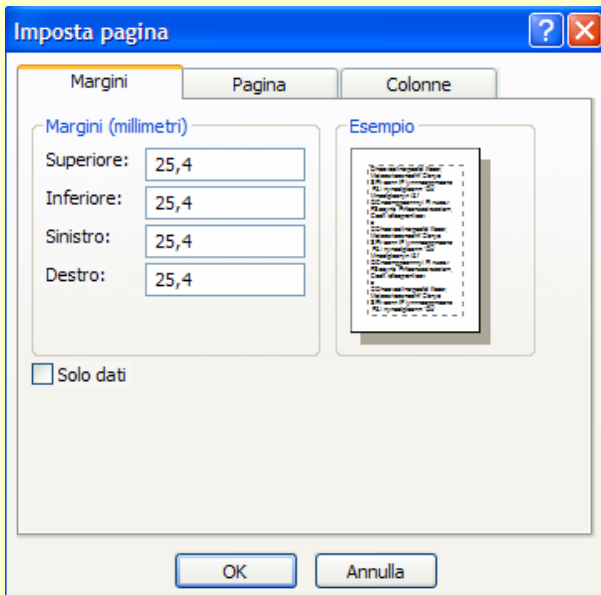 Imposta pagina
Margini Pagina Colonne
Margini (millimetri) Esempio
Superiore: 25,4
Inferiore: 25,4
Sinistro: 25,4
Destro: 25,4
Solo dati
OK Annulla